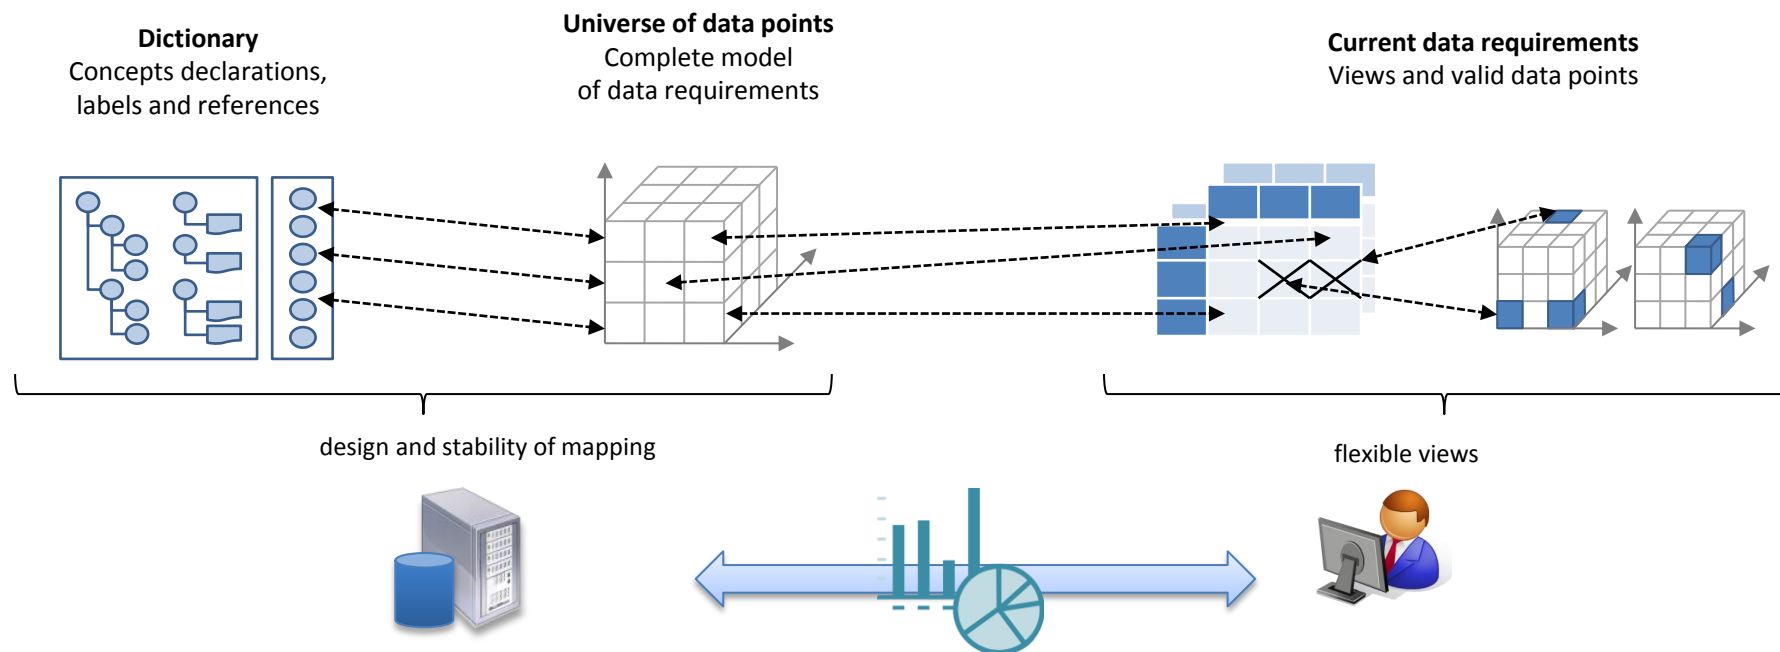 Dictionary
Concepts declarations,
labels and references
Universe of data points
Complete model
of data requirements
Current data requirements
Views and valid data points
design and stability of mapping
flexible views